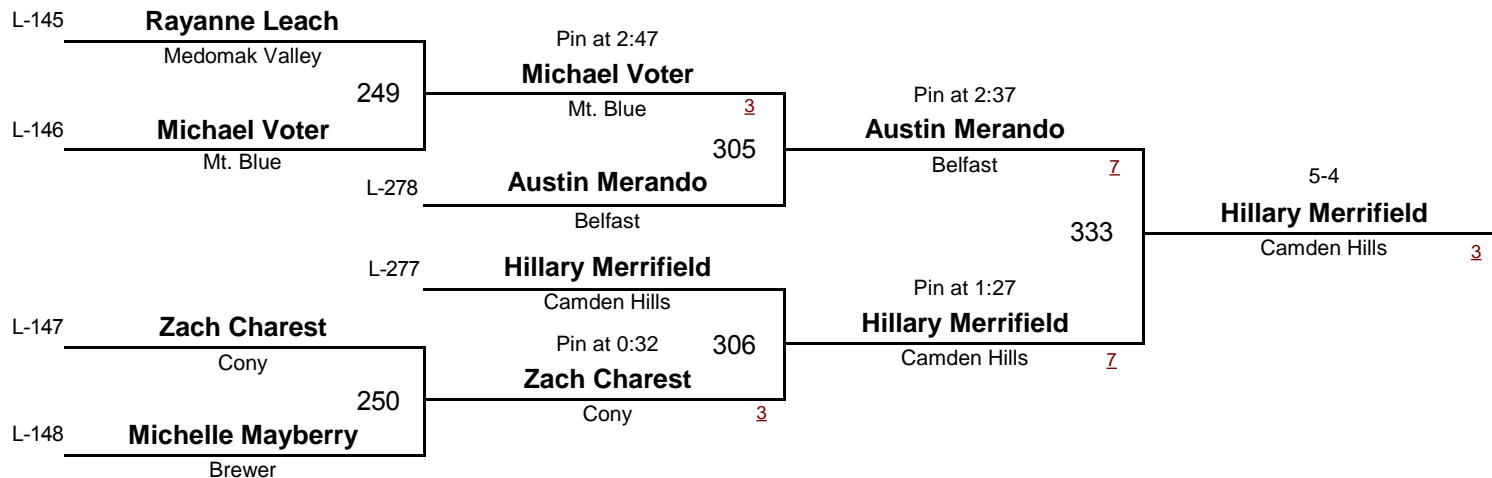 L-145
Rayanne Leach
Medomak Valley
249
L-146
Michael Voter
Mt. Blue
Pin at 2:47
Michael Voter
Mt. Blue
3
305
L-278
Austin Merando
Belfast
Pin at 2:37
Austin Merando
Belfast
7
333
5-4
Hillary Merrifield
Camden Hills
3
L-277
Hillary Merrifield
Camden Hills
306
Pin at 1:27
Hillary Merrifield
Camden Hills
7
L-147
Zach Charest
Cony
250
Pin at 0:32
Zach Charest
Cony
3
L-148
Michelle Mayberry
Brewer